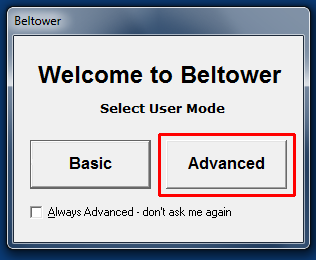 Beltower
Welcome to Beltower
Select User Mode
Basic
Advanced
Always Advanced - don't ask me again